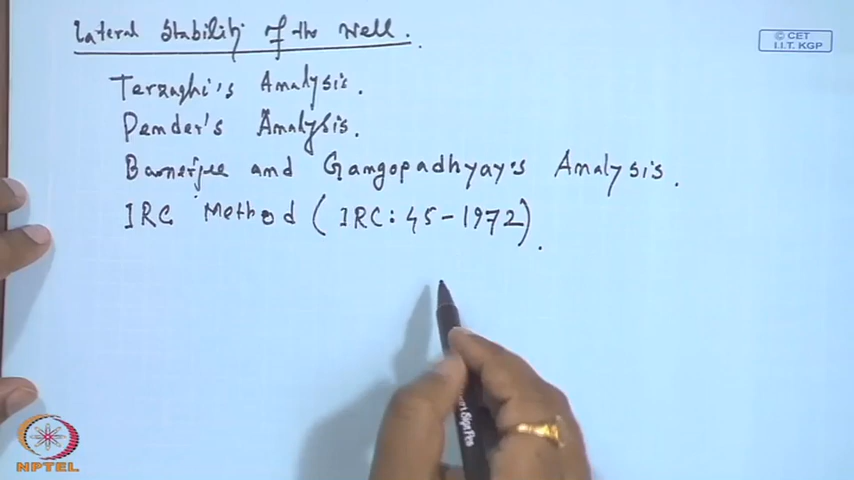 Lateral Stability of the Well.
© CET
I.I.T. KGP
Terzaghi's Analysis.
Pender's Analysis.
Banerjee and Gangopadhyay's Analysis.
IRC Method (IRC: 45-1972).
NPTEL